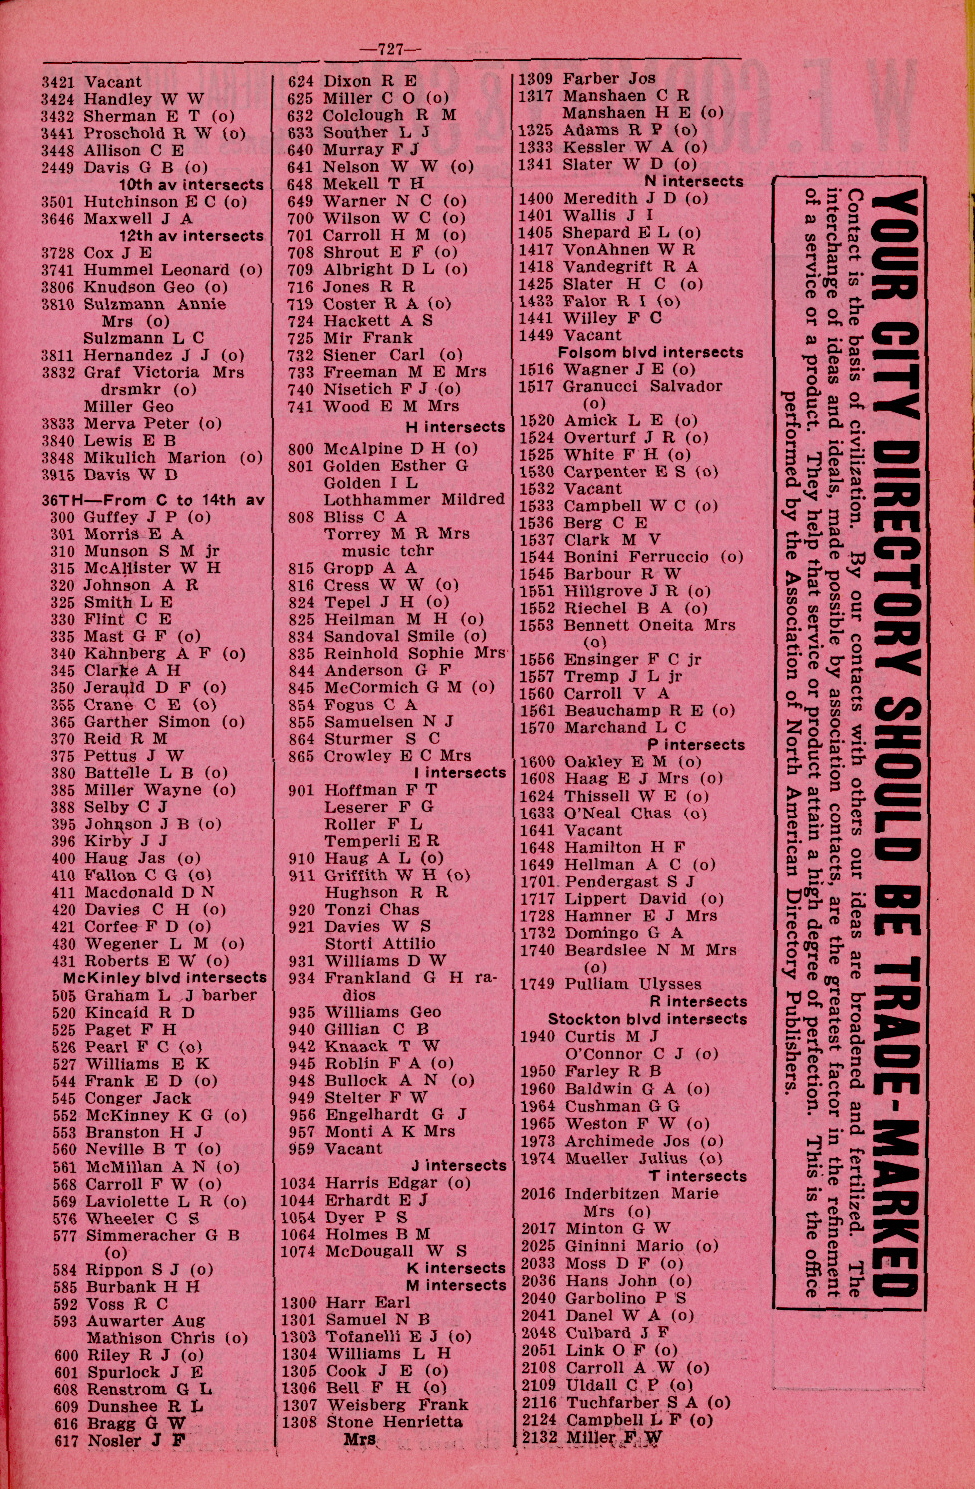 —727—
3421 Vacant
3424 Handley W W
3432 Sherman E T (o)
3441 Proschold R W (o)
3448 Allison C E
2449 Davis G B (o)
10th av intersects
3501 Hutchinson E C (o)
3646 Maxwell J A
12th av intersects
3728 Cox J E
3741 Hummel Leonard (o)
3806 Knudson Geo (o)
3810 Sulzmann Annie
Mrs (o)
Sulzmann L C
3811 Hernandez J J (o)
3832 Graf Victoria Mrs
drsmkr (o)
Miller Geo
3833 Merva Peter (o)
3840 Lewis E B
3848 Mikulich Marion (o)
3915 Davis W D
36TH—From C to 14th av
300 Guffey J P (o)
301 Morris E A
310 Munson S M jr
315 McAllister W H
320 Johnson A R
325 Smith L E
330 Flint C E
335 Mast G F (o)
340 Kahnberg A F (o)
345 Clarke A H
350 Jerauld D F (o)
355 Crane C E (o)
365 Garther Simon (o)
370 Reid R M
375 Pettus J W
380 Battelle L B (o)
385 Miller Wayne (o)
388 Selby C J
395 Johnson J B (o)
396 Kirby J J
400 Haug Jas (o)
410 Fallon C G (o)
411 Macdonald D N
420 Davies C H (o)
421 Corfee F D (o)
430 Wegener L M (o)
431 Roberts E W (o)
McKinley blvd intersects
505 Graham L J barber
520 Kincaid R D
525 Paget F H
526 Pearl F C (o)
527 Williams E K
544 Frank E D (o)
545 Conger Jack
552 McKinney K G (o)
553 Branston H J
560 Neville B T (o)
561 McMillan A N (o)
568 Carroll F W (o)
569 Laviolette L R (o)
576 Wheeler C S
577 Simmeracher G B
(o)
584 Rippon S J (o)
585 Burbank H H
592 Voss R C
593 Auwarter Aug
Mathison Chris (o)
600 Riley R J (o)
601 Spurlock J E
608 Renstrom G L
609 Dunshee R L
616 Bragg G W
617 Nosler J F
624 Dixon R E
625 Miller C O (o)
632 Colclough R M
633 Souther L J
640 Murray F J
641 Nelson W W (o)
648 Mekell T H
649 Warner N C (o)
700 Wilson W C (o)
701 Carroll H M (o)
708 Shrout E F (o)
709 Albright D L (o)
716 Jones R R
719 Coster R A (o)
724 Hackett A S
725 Mir Frank
732 Siener Carl (o)
733 Freeman M E Mrs
740 Nisetich F J (o)
741 Wood E M Mrs
H intersects
800 McAlpine D H (o)
801 Golden Esther G
Golden I L
Lothhammer Mildred
808 Bliss C A
Torrey M R Mrs
music tchr
815 Gropp A A
816 Cress W W (o)
824 Tepel J H (o)
825 Heilman M H (o)
834 Sandoval Smile (o)
835 Reinhold Sophie Mrs
844 Anderson G F
845 McCormich G M (o)
854 Fogus C A
855 Samuelsen N J
864 Sturmer S C
865 Crowley E C Mrs
I intersects
901 Hoffman F T
Leserer F G
Roller F L
Temperli E R
910 Haug A L (o)
911 Griffith W H (o)
Hughson R R
920 Tonzi Chas
921 Davies W S
Storti Attilio
931 Williams D W
934 Frankland G H ra-
dios
935 Williams Geo
940 Gillian C B
942 Knaack T W
945 Roblin F A (o)
948 Bullock A N (o)
949 Stelter F W
956 Engelhardt G J
957 Monti A K Mrs
959 Vacant
J intersects
1034 Harris Edgar (o)
1044 Erhardt E J
1054 Dyer P S
1064 Holmes B M
1074 McDougall W S
K intersects
M intersects
1300 Harr Earl
1301 Samuel N B
1303 Tofanelli E J (o)
1304 Williams L H
1305 Cook J E (o)
1306 Bell F H (o)
1307 Weisberg Frank
1308 Stone Henrietta
Mrs
1309 Farber Jos
1317 Manshaen C R
Manshaen H E (o)
1325 Adams R P (o)
1333 Kessler W A (o)
1341 Slater W D (o)
N intersects
1400 Meredith J D (o)
1401 Wallis J I
1405 Shepard E L (o)
1417 VonAhnen W R
1418 Vandegrift R A
1425 Slater H C (o)
1433 Falor R I (o)
1441 Willey F C
1449 Vacant
Folsom blvd intersects
1516 Wagner J E (o)
1517 Granucci Salvador
(o)
1520 Amick L E (o)
1524 Overturf J R (o)
1525 White F H (o)
1530 Carpenter E S (o)
1532 Vacant
1533 Campbell W C (o)
1536 Berg C E
1537 Clark M V
1544 Bonini Ferruccio (o)
1545 Barbour R W
1551 Hillgrove J R (o)
1552 Riechel B A (o)
1553 Bennett Oneita Mrs
(o)
1556 Ensinger F C jr
1557 Tremp J L jr
1560 Carroll V A
1561 Beauchamp R E (o)
1570 Marchand L C
P intersects
1600 Oakley E M (o)
1608 Haag E J Mrs (o)
1624 Thissell W E (o)
1633 O'Neal Chas (o)
1641 Vacant
1648 Hamilton H F
1649 Hellman A C (o)
1701 Pendergast S J
1717 Lippert David (o)
1728 Hamner E J Mrs
1732 Domingo G A
1740 Beardslee N M Mrs
(o)
1749 Pulliam Ulysses
R intersects
Stockton blvd intersects
1940 Curtis M J
O'Connor C J (o)
1950 Farley R B
1960 Baldwin G A (o)
1964 Cushman G G
1965 Weston F W (o)
1973 Archimede Jos (o)
1974 Mueller Julius (o)
T intersects
2016 Inderbitzen Marie
Mrs (o)
2017 Minton G W
2025 Gininni Mario (o)
2033 Moss D F (o)
2036 Hans John (o)
2040 Garbolino P S
2041 Danel W A (o)
2048 Culbard J F
2051 Link O F (o)
2108 Carroll A W (o)
2109 Uldall C P (o)
2116 Tuchfarber S A (o)
2124 Campbell L F (o)
2132 Miller F W
YOUR CITY DIRECTORY SHOULD BE TRADE-MARKED
Contact is the basis of civilization. By our contacts with others our ideas are broadened and fertilized. The
interchange of ideas and ideals, made possible by association contacts, are the greatest factor in the refinement
of a service or a product. They help that service or product attain a high degree of perfection. This is the office
performed by the Association of North American Directory Publishers.